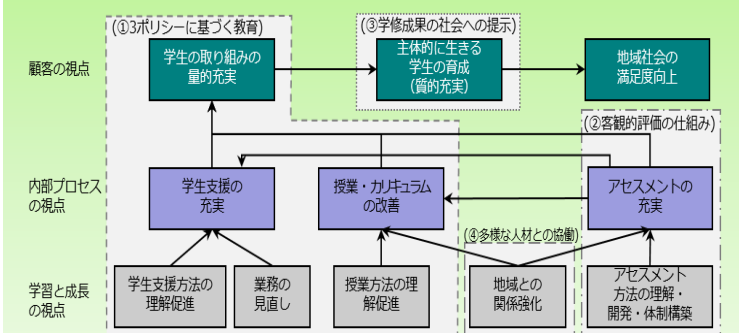 (①3ポリシーに基づく教育)
(③学修成果の社会への提示)
顧客の視点
学生の取り組みの
量的充実
主体的に生きる
学生の育成
(質的充実)
地域社会の
満足度向上
(②客観的評価の仕組み)
内部プロセス
の視点
学生支援の
充実
授業・カリキュラム
の改善
アセスメントの
充実
(④多様な人材との協働)
学習と成長
の視点
学生支援方法の
理解促進
業務の
見直し
授業方法の理
解促進
地域との
関係強化
アセスメント
方法の理解・
開発・体制構築